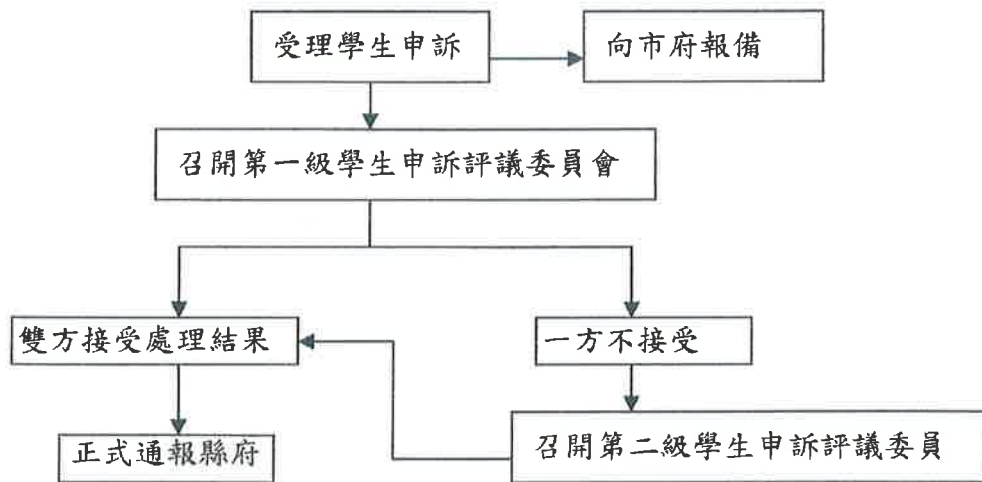 受理學生申訴
向市府報備
召開第一級學生申訴評議委員會
雙方接受處理結果
一方不接受
正式通報縣府
召開第二級學生申訴評議委員